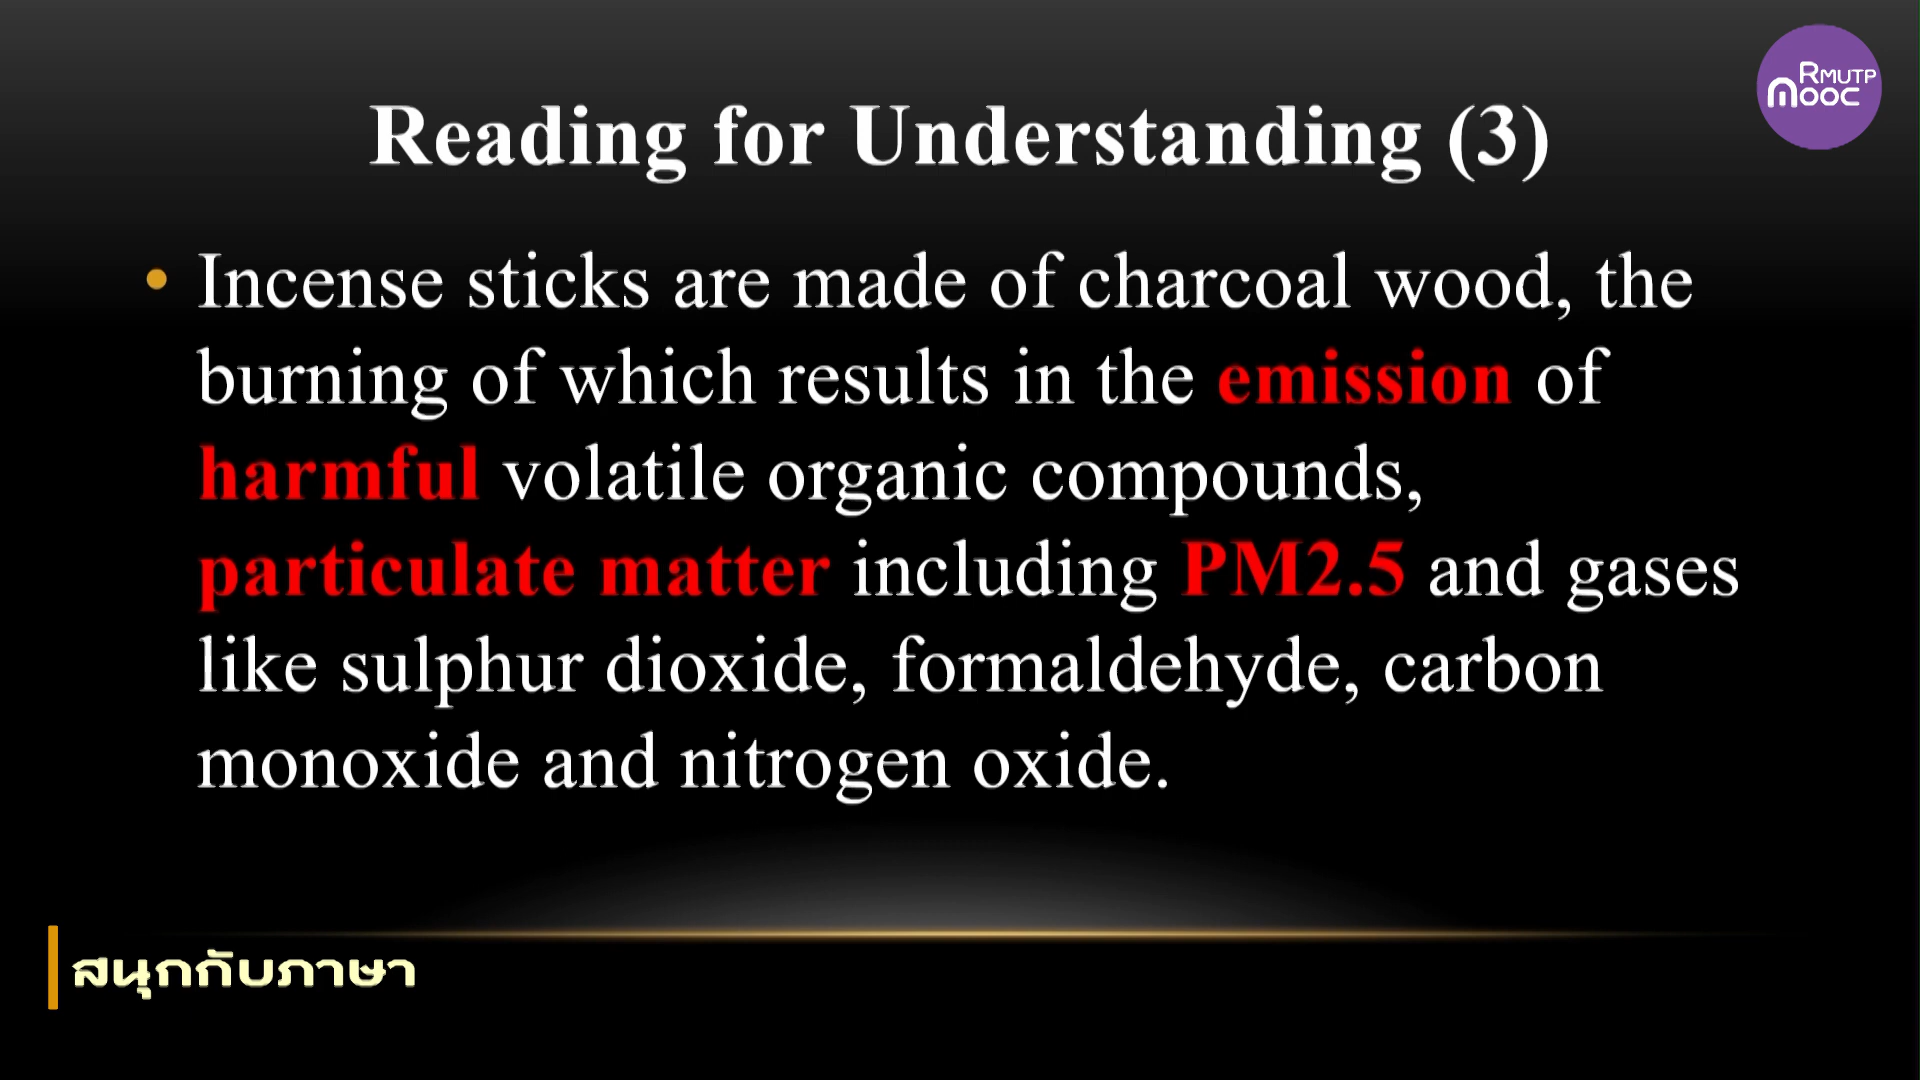 RMUTP
MOOC
Reading for Understanding (3)
• Incense sticks are made of charcoal wood, the
burning of which results in the emission of
harmful volatile organic compounds,
particulate matter including PM2.5 and gases
like sulphur dioxide, formaldehyde, carbon
monoxide and nitrogen oxide.
สนุกกับภาษา